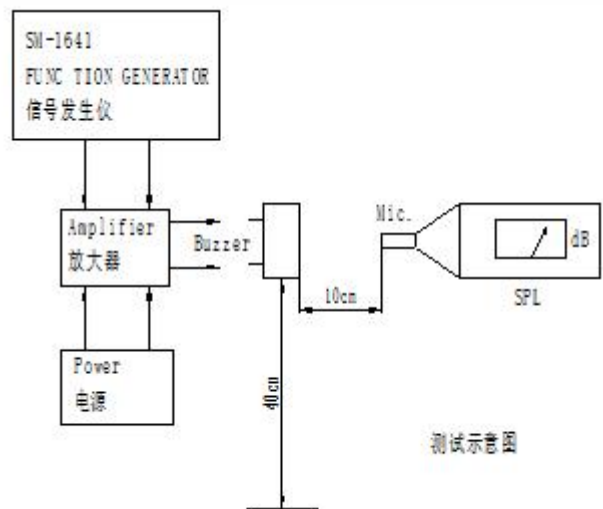 SM-1641
FUNC TION GENERATOR
信号发生仪
Amplifier
放大器
Buzzer
Mic.
dB
SPL
10cm
Power
电源
40cm
测试示意图